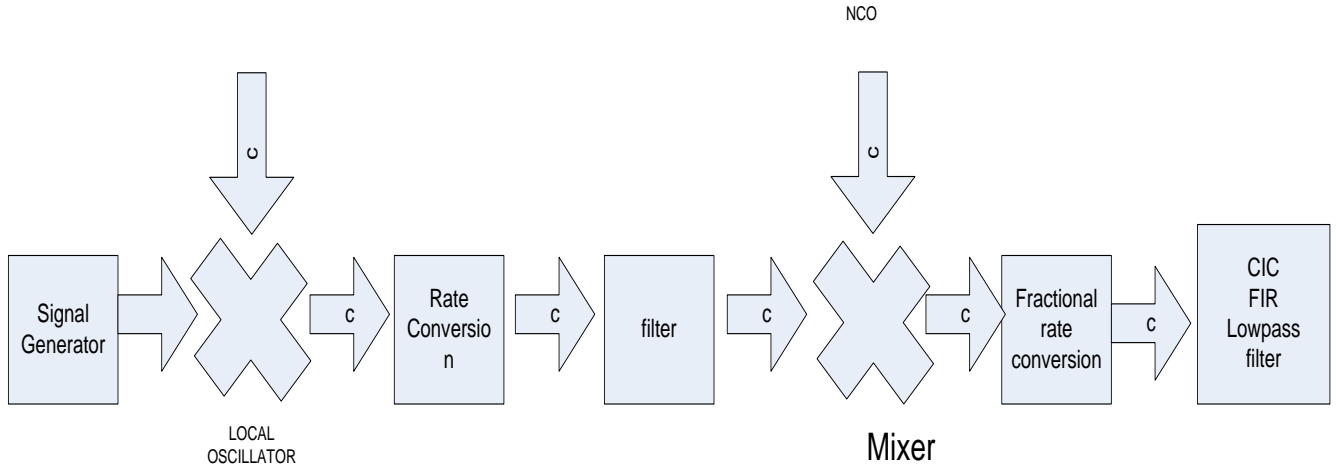 NCO
C
C
Signal
Generator
C
Rate
Conversio
n
C
filter
C
C
Fractional
rate
conversion
C
CIC
FIR
Lowpass
filter
LOCAL
OSCILLATOR
Mixer